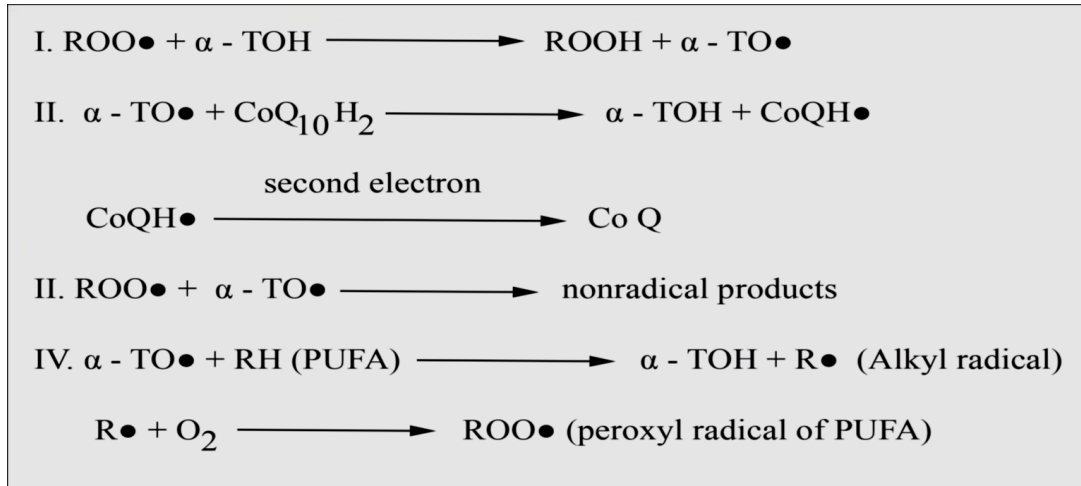 I. ROO● + α - TOH ⟶ ROOH + α - TO●
II. α - TO● + CoQ₁₀H₂ ⟶ α - TOH + CoQH●
second electron
CoQH● ⟶ Co Q
II. ROO● + α - TO● ⟶ nonradical products
IV. α - TO● + RH (PUFA) ⟶ α - TOH + R● (Alkyl radical)
R● + O₂ ⟶ ROO● (peroxyl radical of PUFA)